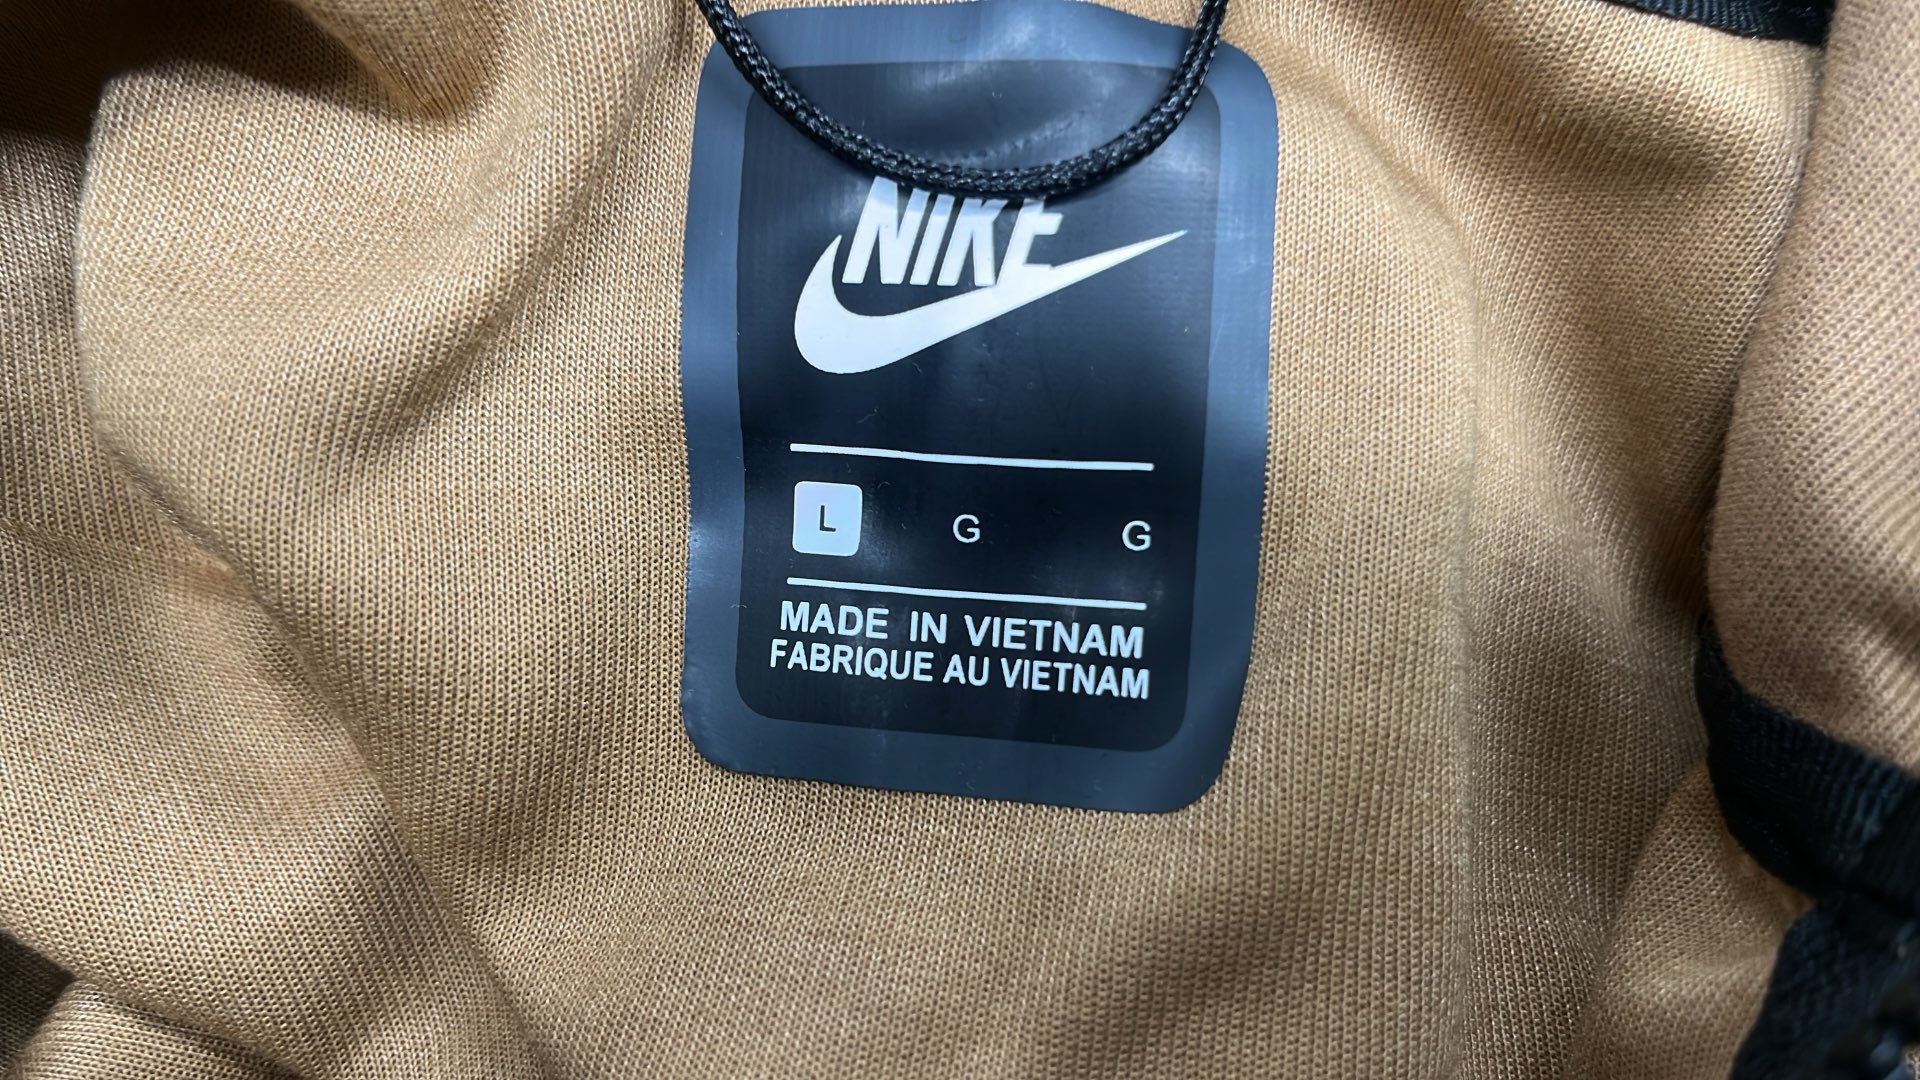 NIKE
L G G
MADE IN VIETNAM
FABRIQUE AU VIETNAM